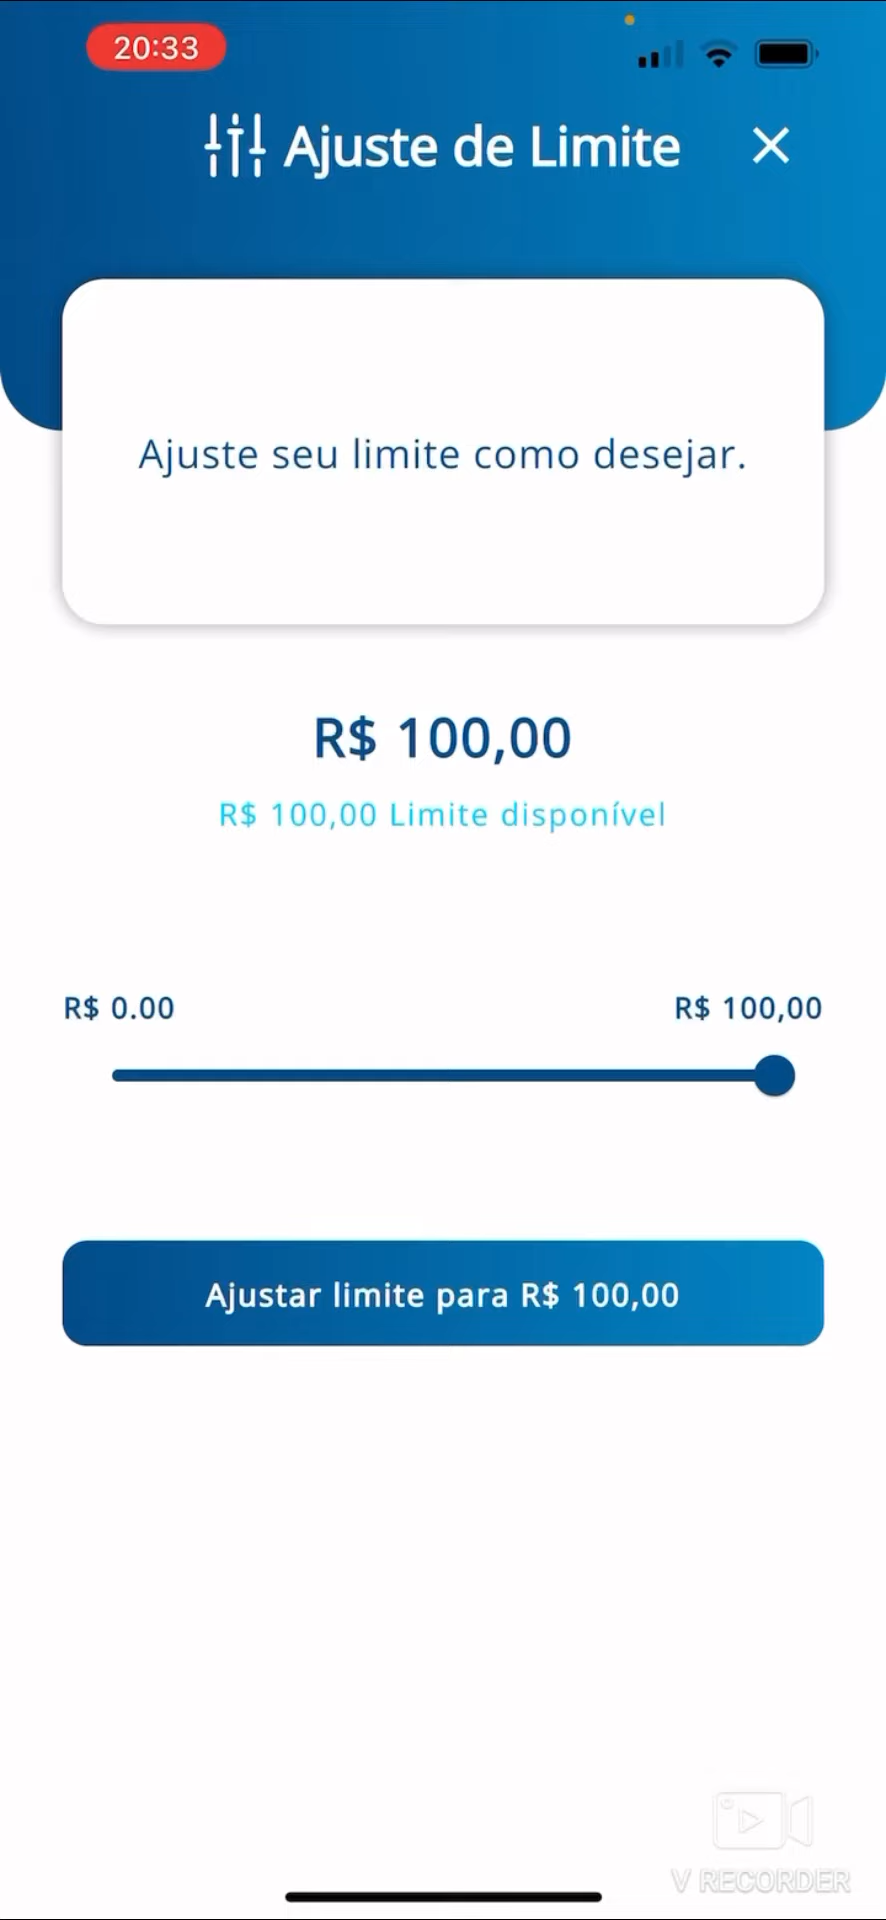 20:33
Ajuste de Limite
Ajuste seu limite como desejar.
R$ 100,00
R$ 100,00 Limite disponível
R$ 0.00 R$ 100,00
Ajustar limite para R$ 100,00
V RECORDER